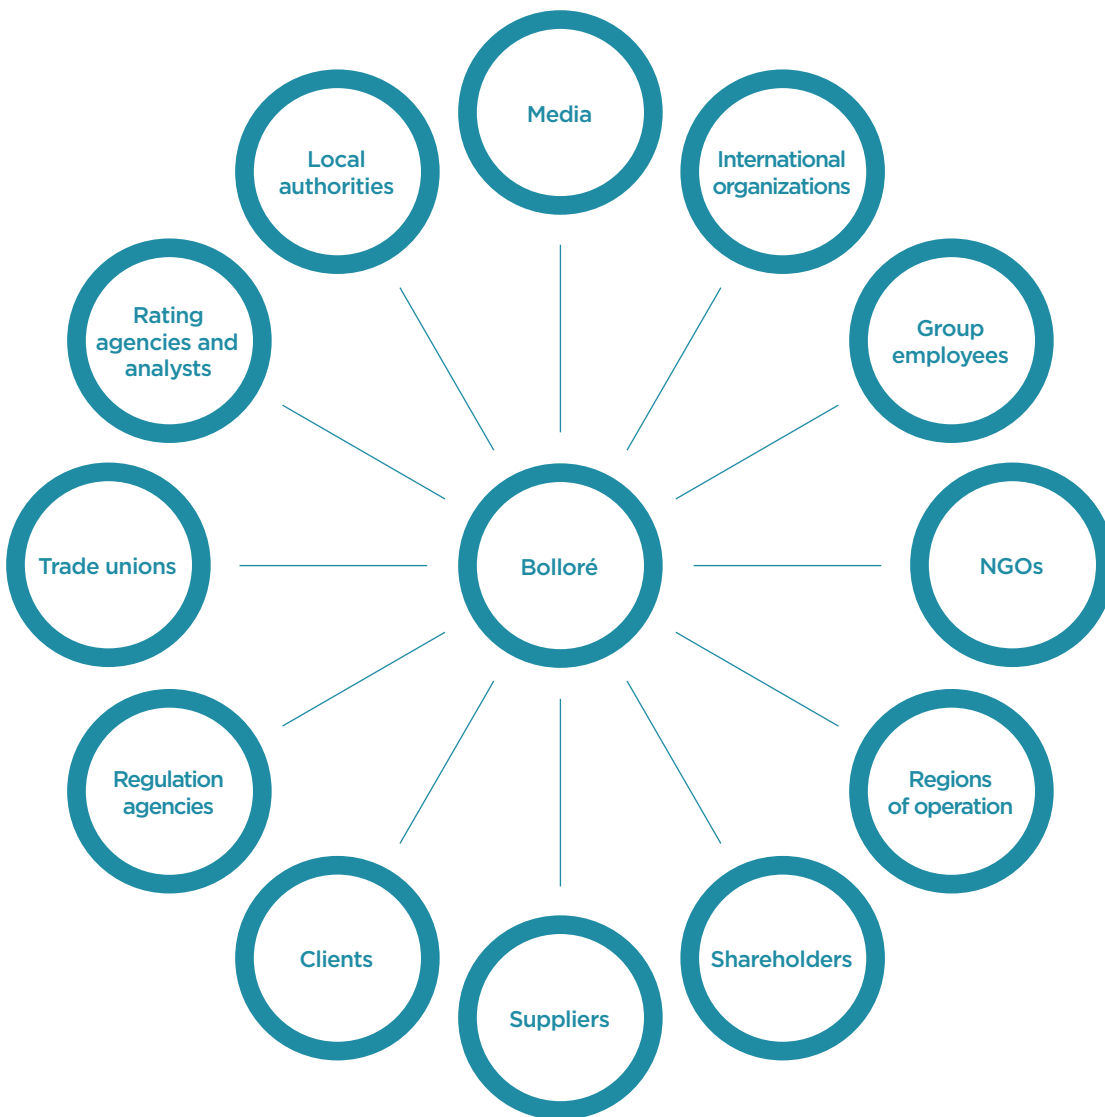 Media
Local
authorities
International
organizations
Rating
agencies and
analysts
Group
employees
Trade unions
Bolloré
NGOs
Regulation
agencies
Regions
of operation
Clients
Shareholders
Suppliers